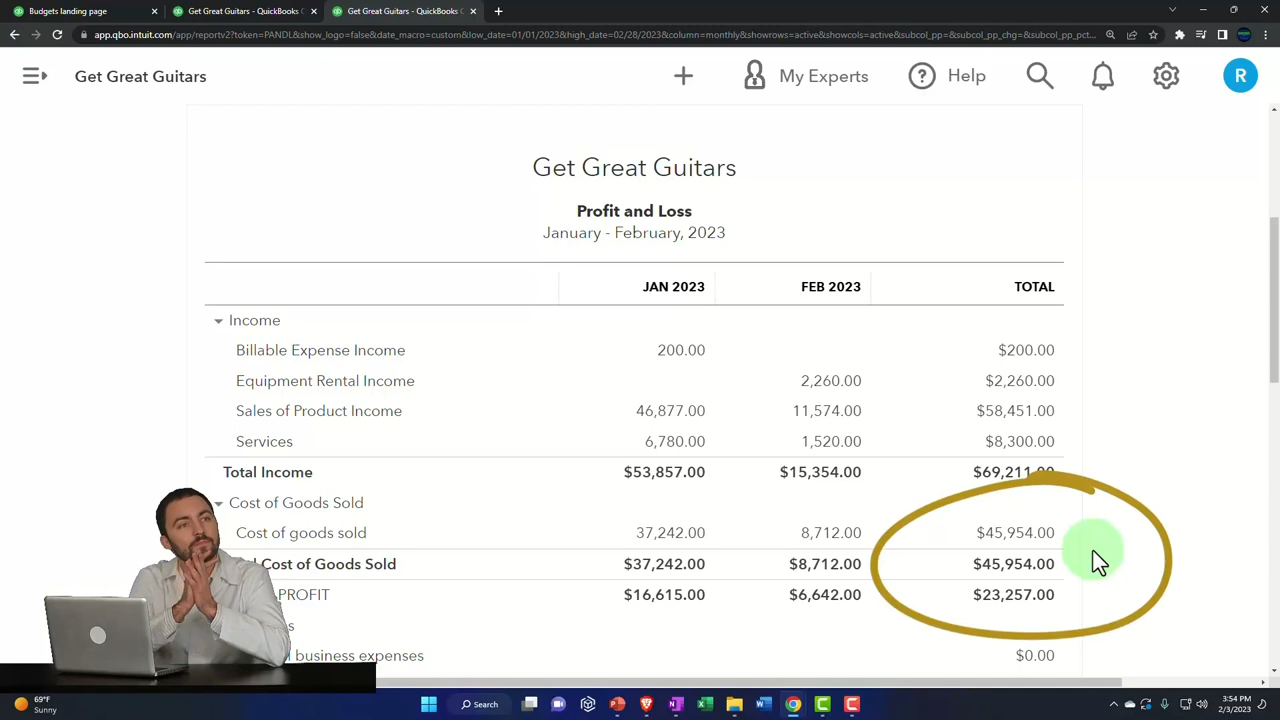 Budgets landing page
Get Great Guitars - QuickBooks
Get Great Guitars - QuickBooks
app.qbo.intuit.com/app/reportv2?token=PANDL&show_logo=false&date_macro=custom&low_date=01/01/2023&high_date=02/28/2023&column=monthly&showrows=active&showcols=active&subcol_pp=&subcol_pp_chg=&subcol_pp_pct...
Get Great Guitars
My Experts
Help
R
Get Great Guitars
Profit and Loss
January - February, 2023
JAN 2023 FEB 2023 TOTAL
Income
Billable Expense Income 200.00 $200.00
Equipment Rental Income 2,260.00 $2,260.00
Sales of Product Income 46,877.00 11,574.00 $58,451.00
Services 6,780.00 1,520.00 $8,300.00
Total Income $53,857.00 $15,354.00 $69,211.00
Cost of Goods Sold
Cost of goods sold 37,242.00 8,712.00 $45,954.00
Cost of Goods Sold $37,242.00 $8,712.00 $45,954.00
PROFIT $16,615.00 $6,642.00 $23,257.00
business expenses $0.00
69°F
Sunny
Search
3:54 PM
2/3/2023